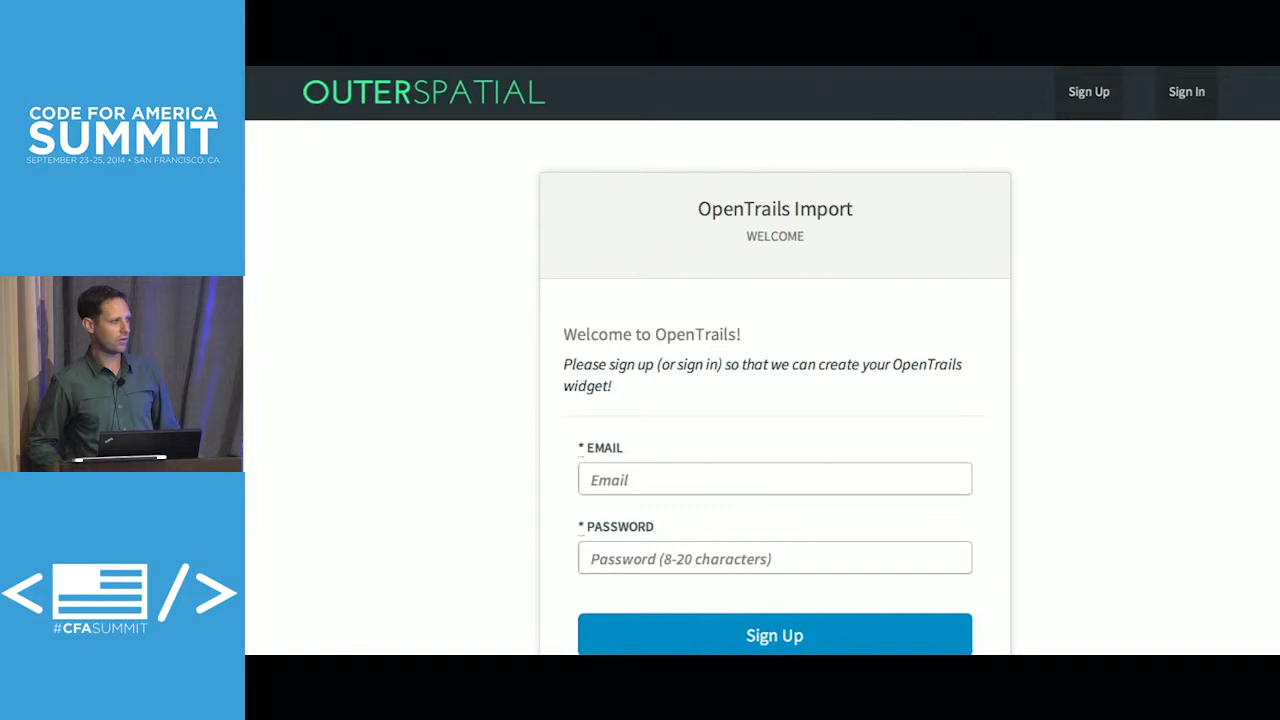 CODE FOR AMERICA
SUMMIT
SEPTEMBER 23-25, 2014 • SAN FRANCISCO, CA
#CFASUMMIT
OUTERSPATIAL
Sign Up
Sign In
OpenTrails Import
WELCOME
Welcome to OpenTrails!
Please sign up (or sign in) so that we can create your OpenTrails
widget!
* EMAIL
Email
* PASSWORD
Password (8-20 characters)
Sign Up